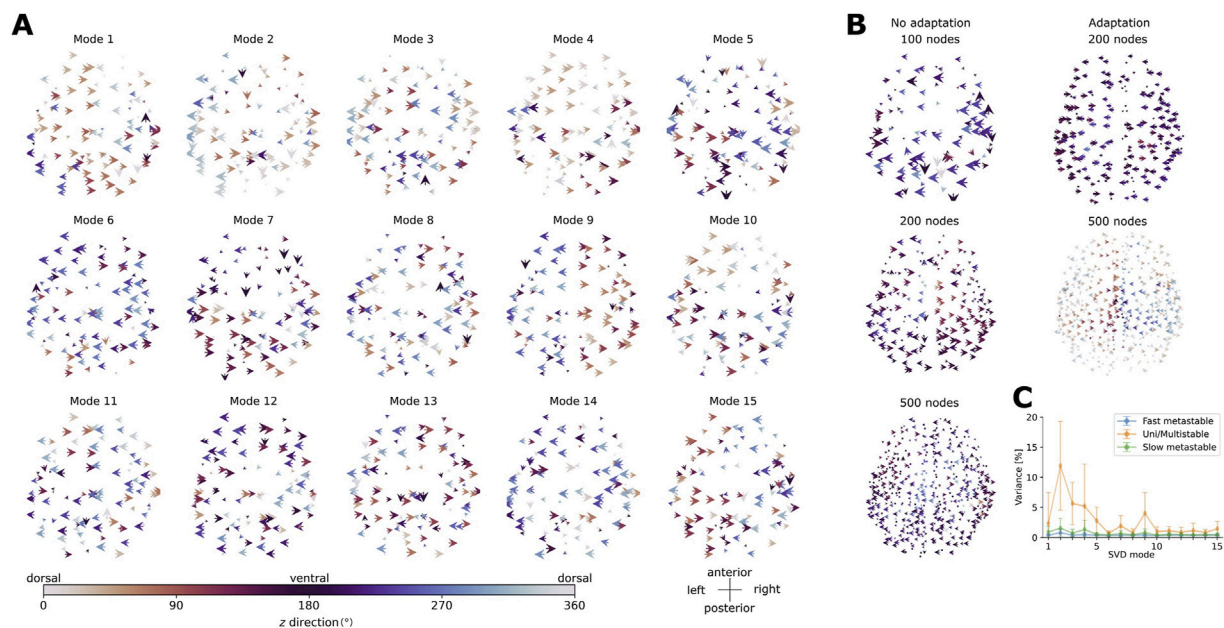 A
Mode 1 Mode 2 Mode 3 Mode 4 Mode 5
Mode 6 Mode 7 Mode 8 Mode 9 Mode 10
Mode 11 Mode 12 Mode 13 Mode 14 Mode 15
dorsal ventral dorsal
0 90 180 270 360
z direction(°)
anterior
left right
posterior
B
No adaptation Adaptation
100 nodes 200 nodes
200 nodes 500 nodes
500 nodes
C
20
15
10
5
0
Variance [%]
Fast metastable
Uni/Multistable
Slow metastable
1 5 10 15
SVD mode